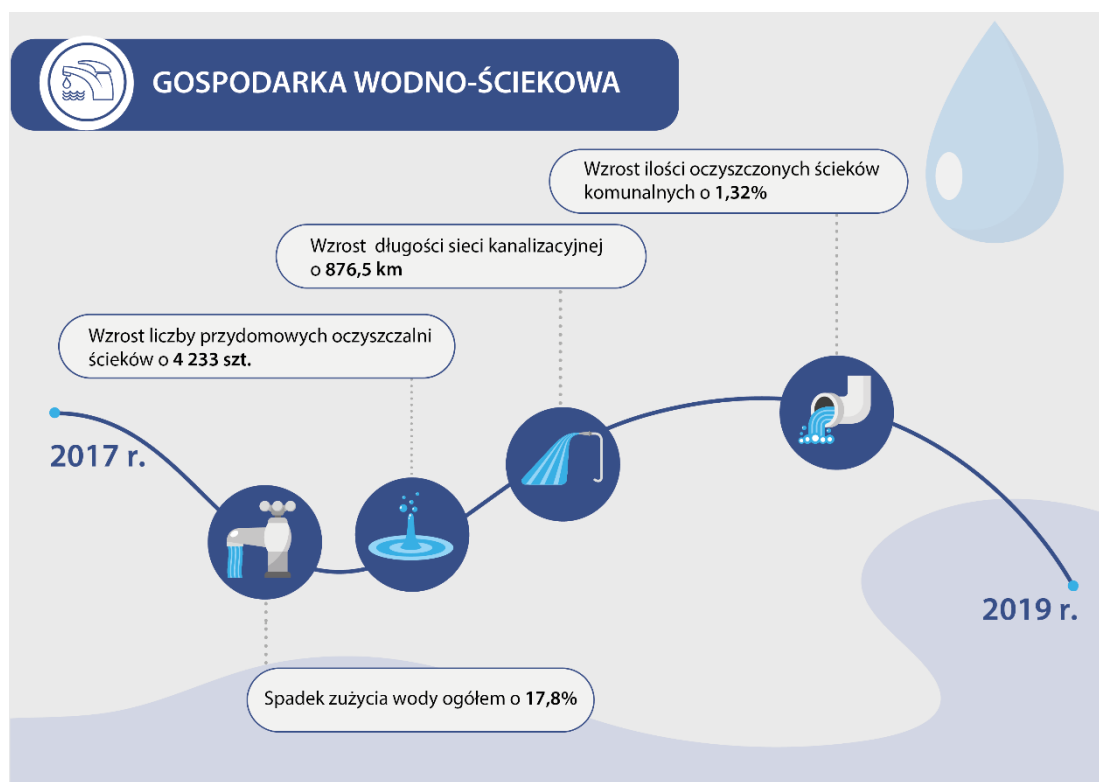 GOSPODARKA WODNO-ŚCIEKOWA
Wzrost ilości oczyszczonych ścieków
komunalnych o 1,32%
Wzrost długości sieci kanalizacyjnej
o 876,5 km
Wzrost liczby przydomowych oczyszczalni
ścieków o 4 233 szt.
2017 r.
2019 r.
Spadek zużycia wody ogółem o 17,8%